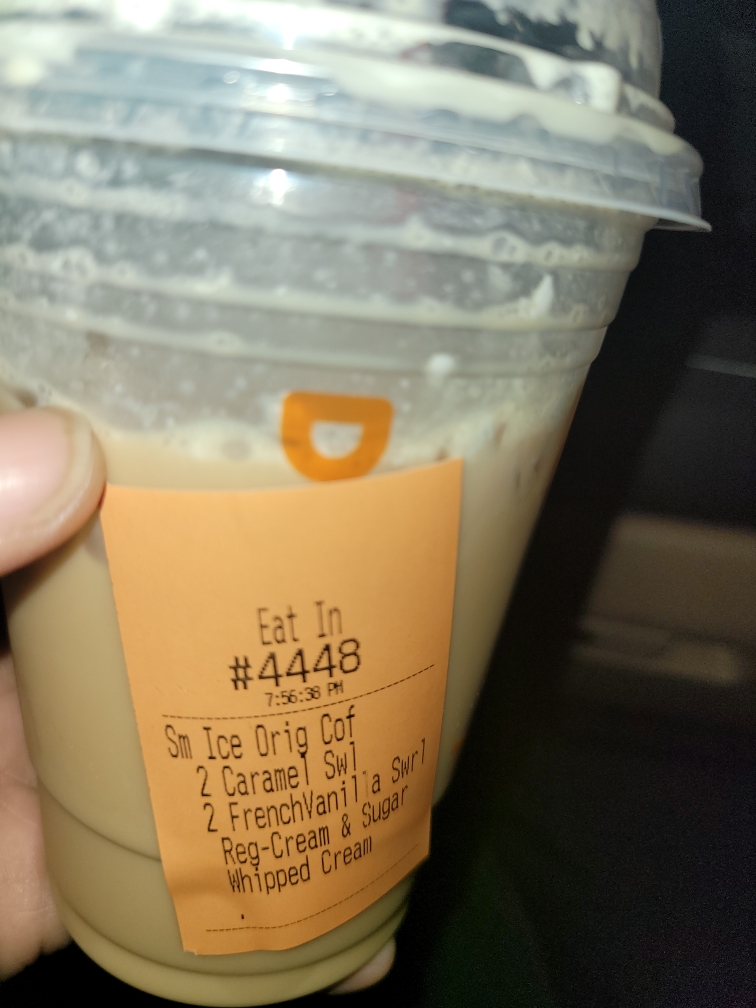 D
Eat In
#4448
7:56:38 PM
Sm Ice Orig Cof
2 Caramel Swl
2 FrenchVanilla Swrl
Reg-Cream & Sugar
Whipped Cream
.